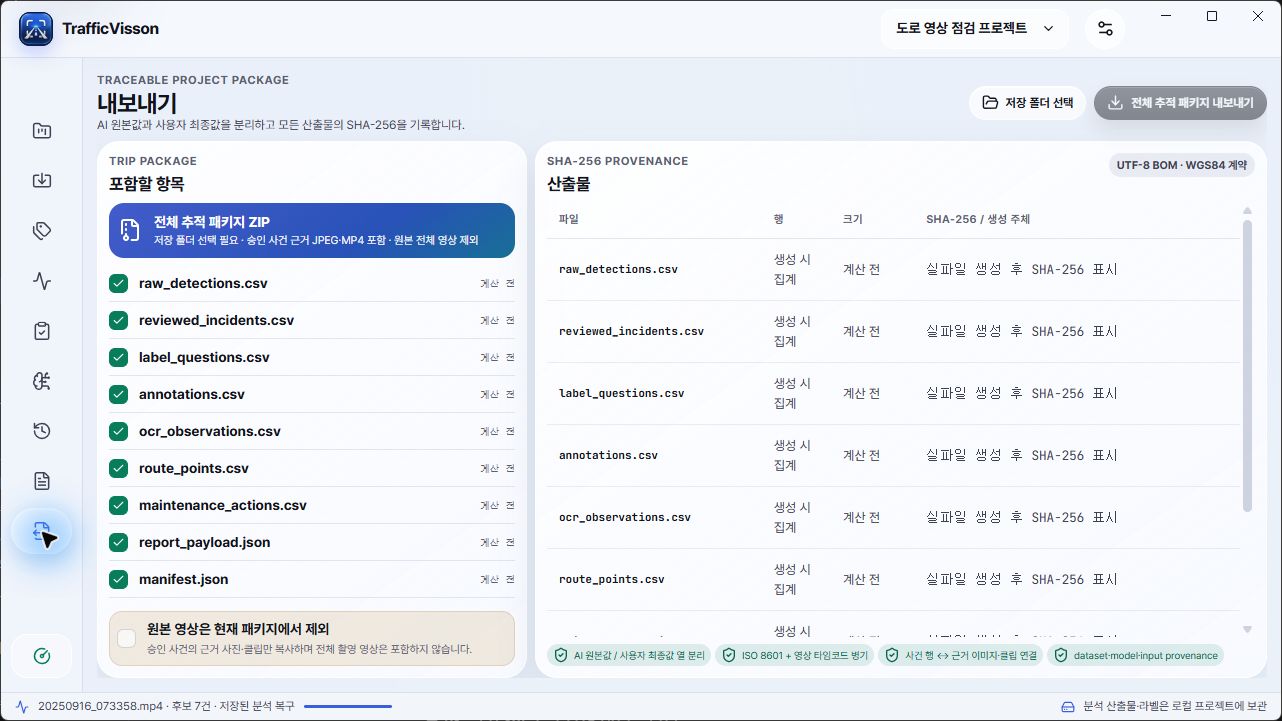 TrafficVisson
도로 영상 점검 프로젝트
TRACEABLE PROJECT PACKAGE
내보내기
AI 원본값과 사용자 최종값을 분리하고 모든 산출물의 SHA-256을 기록합니다.
저장 폴더 선택
전체 추적 패키지 내보내기
TRIP PACKAGE
포함할 항목
전체 추적 패키지 ZIP
저장 폴더 선택 필요 · 승인 사건 근거 JPEG·MP4 포함 · 원본 전체 영상 제외
raw_detections.csv 계산 전
reviewed_incidents.csv 계산 전
label_questions.csv 계산 전
annotations.csv 계산 전
ocr_observations.csv 계산 전
route_points.csv 계산 전
maintenance_actions.csv 계산 전
report_payload.json 계산 전
manifest.json 계산 전
원본 영상은 현재 패키지에서 제외
승인 사건의 근거 사진·클립만 복사하며 전체 촬영 영상은 포함하지 않습니다.
SHA-256 PROVENANCE
산출물
UTF-8 BOM · WGS84 계약
파일 행 크기 SHA-256 / 생성 주체
raw_detections.csv 생성 시 집계 계산 전 실파일 생성 후 SHA-256 표시
reviewed_incidents.csv 생성 시 집계 계산 전 실파일 생성 후 SHA-256 표시
label_questions.csv 생성 시 집계 계산 전 실파일 생성 후 SHA-256 표시
annotations.csv 생성 시 집계 계산 전 실파일 생성 후 SHA-256 표시
ocr_observations.csv 생성 시 집계 계산 전 실파일 생성 후 SHA-256 표시
route_points.csv 생성 시 집계 계산 전 실파일 생성 후 SHA-256 표시
생성 시
AI 원본값 / 사용자 최종값 열 분리
ISO 8601 + 영상 타임코드 병기
사건 행 ↔ 근거 이미지·클립 연결
dataset·model·input provenance
20250916_073358.mp4 · 후보 7건 · 저장된 분석 복구
분석 산출물·라벨은 로컬 프로젝트에 보관